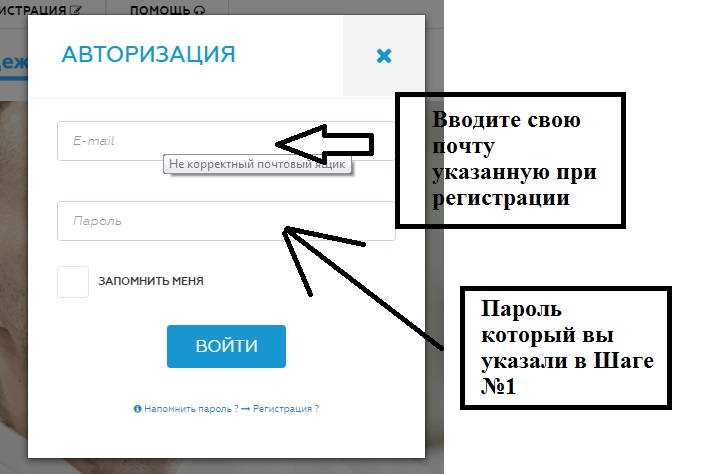 ИСТРАЦИЯ
ПОМОЩЬ
АВТОРИЗАЦИЯ
E-mail
Не корректный почтовый ящик
Пароль
ЗАПОМНИТЬ МЕНЯ
ВОЙТИ
Напомнить пароль ? → Регистрация ?
Вводите свою
почту
указанную при
регистрации
Пароль
который вы
указали в Шаге
№1